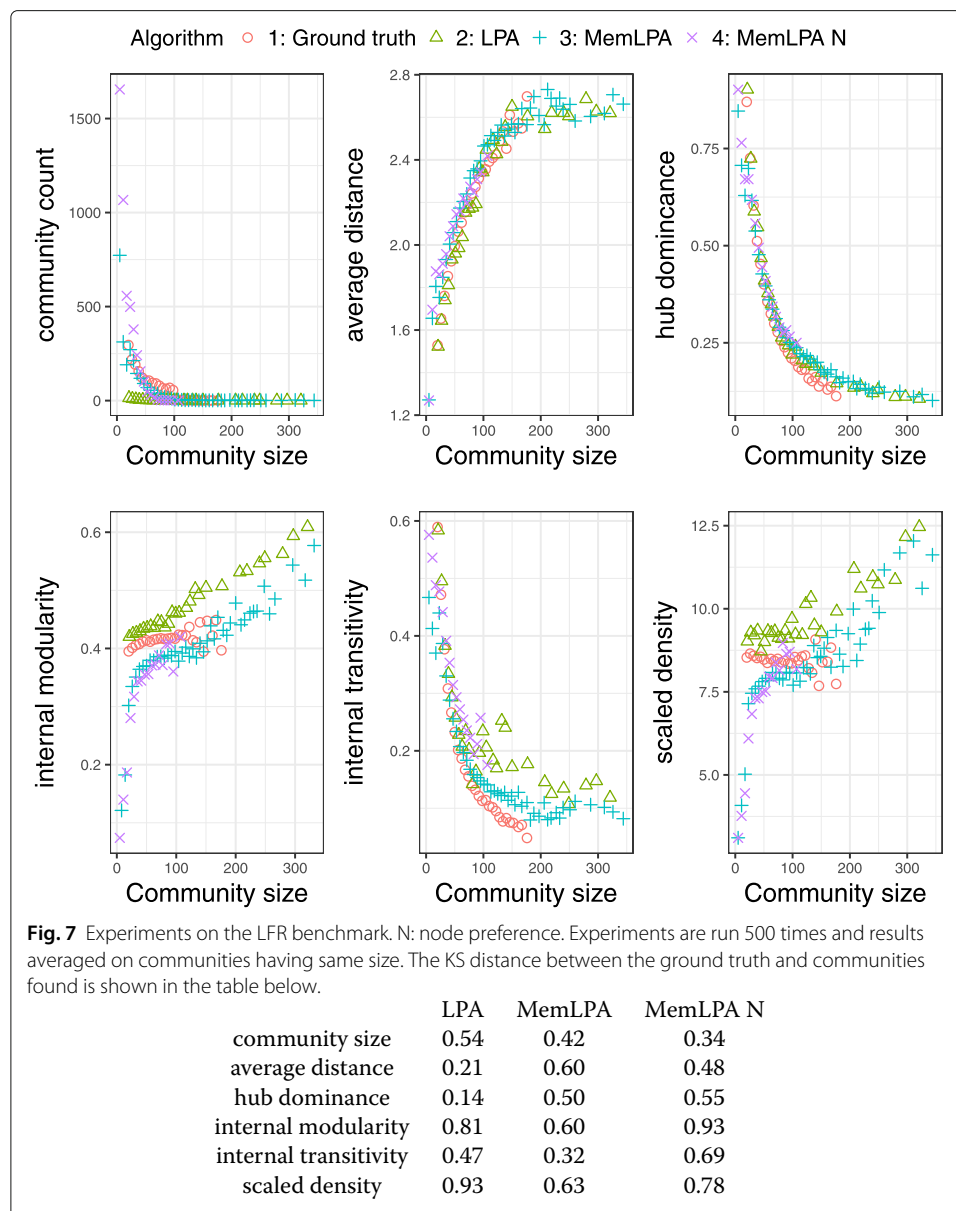 Algorithm 1: Ground truth 2: LPA 3: MemLPA 4: MemLPA N
community count
1500
1000
500
0
0 100 200 300
Community size
average distance
2.8
2.4
2.0
1.6
1.2
0 100 200 300
Community size
hub domincance
0.75
0.50
0.25
0 100 200 300
Community size
internal modularity
0.6
0.4
0.2
0 100 200 300
Community size
internal transitivity
0.6
0.4
0.2
0 100 200 300
Community size
scaled density
12.5
10.0
7.5
5.0
0 100 200 300
Community size
Fig. 7 Experiments on the LFR benchmark. N: node preference. Experiments are run 500 times and results
averaged on communities having same size. The KS distance between the ground truth and communities
found is shown in the table below.
LPA MemLPA MemLPA N
community size 0.54 0.42 0.34
average distance 0.21 0.60 0.48
hub dominance 0.14 0.50 0.55
internal modularity 0.81 0.60 0.93
internal transitivity 0.47 0.32 0.69
scaled density 0.93 0.63 0.78